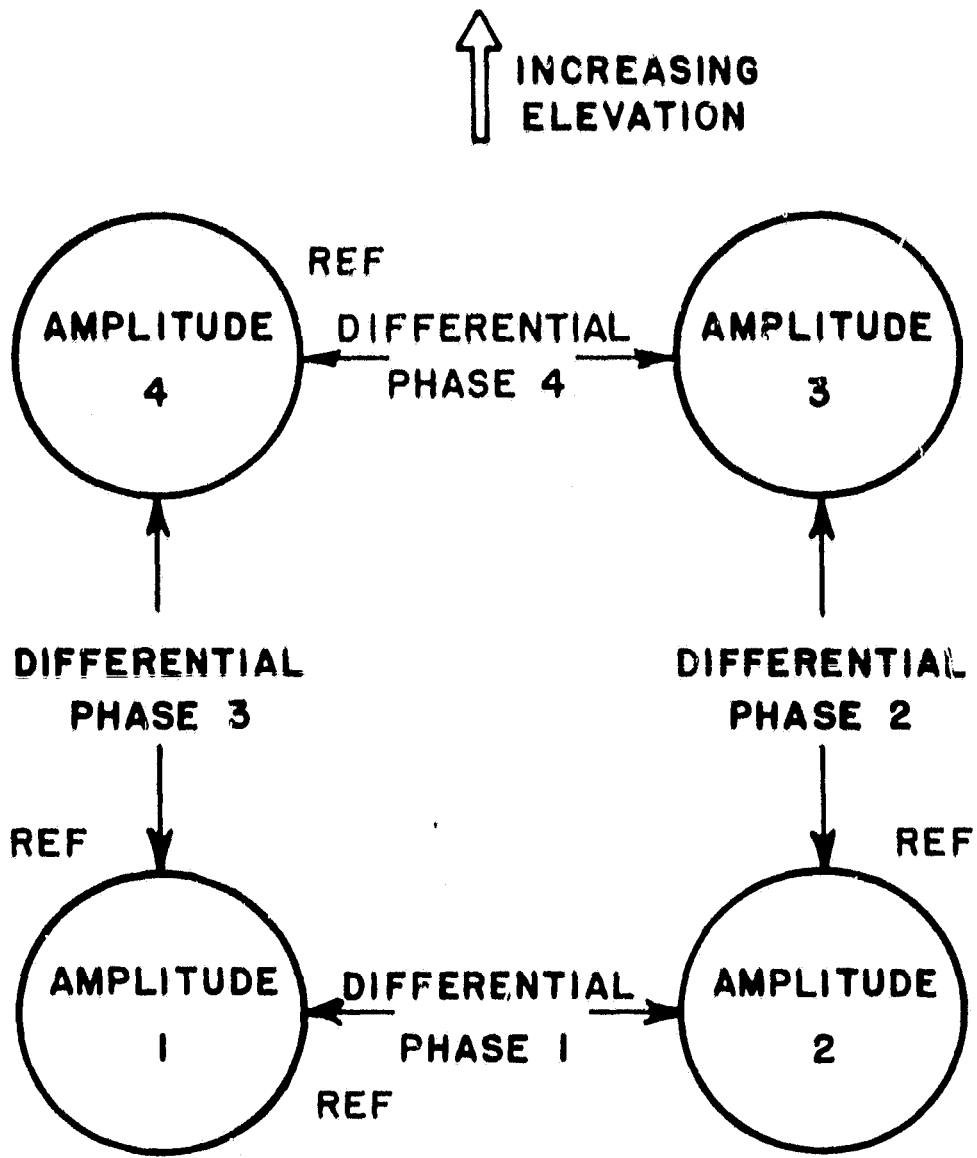 INCREASING
ELEVATION
REF
AMPLITUDE
4
DIFFERENTIAL
PHASE 4
AMPLITUDE
3
DIFFERENTIAL
PHASE 3
DIFFERENTIAL
PHASE 2
REF
REF
AMPLITUDE
1
DIFFERENTIAL
PHASE 1
AMPLITUDE
2
REF